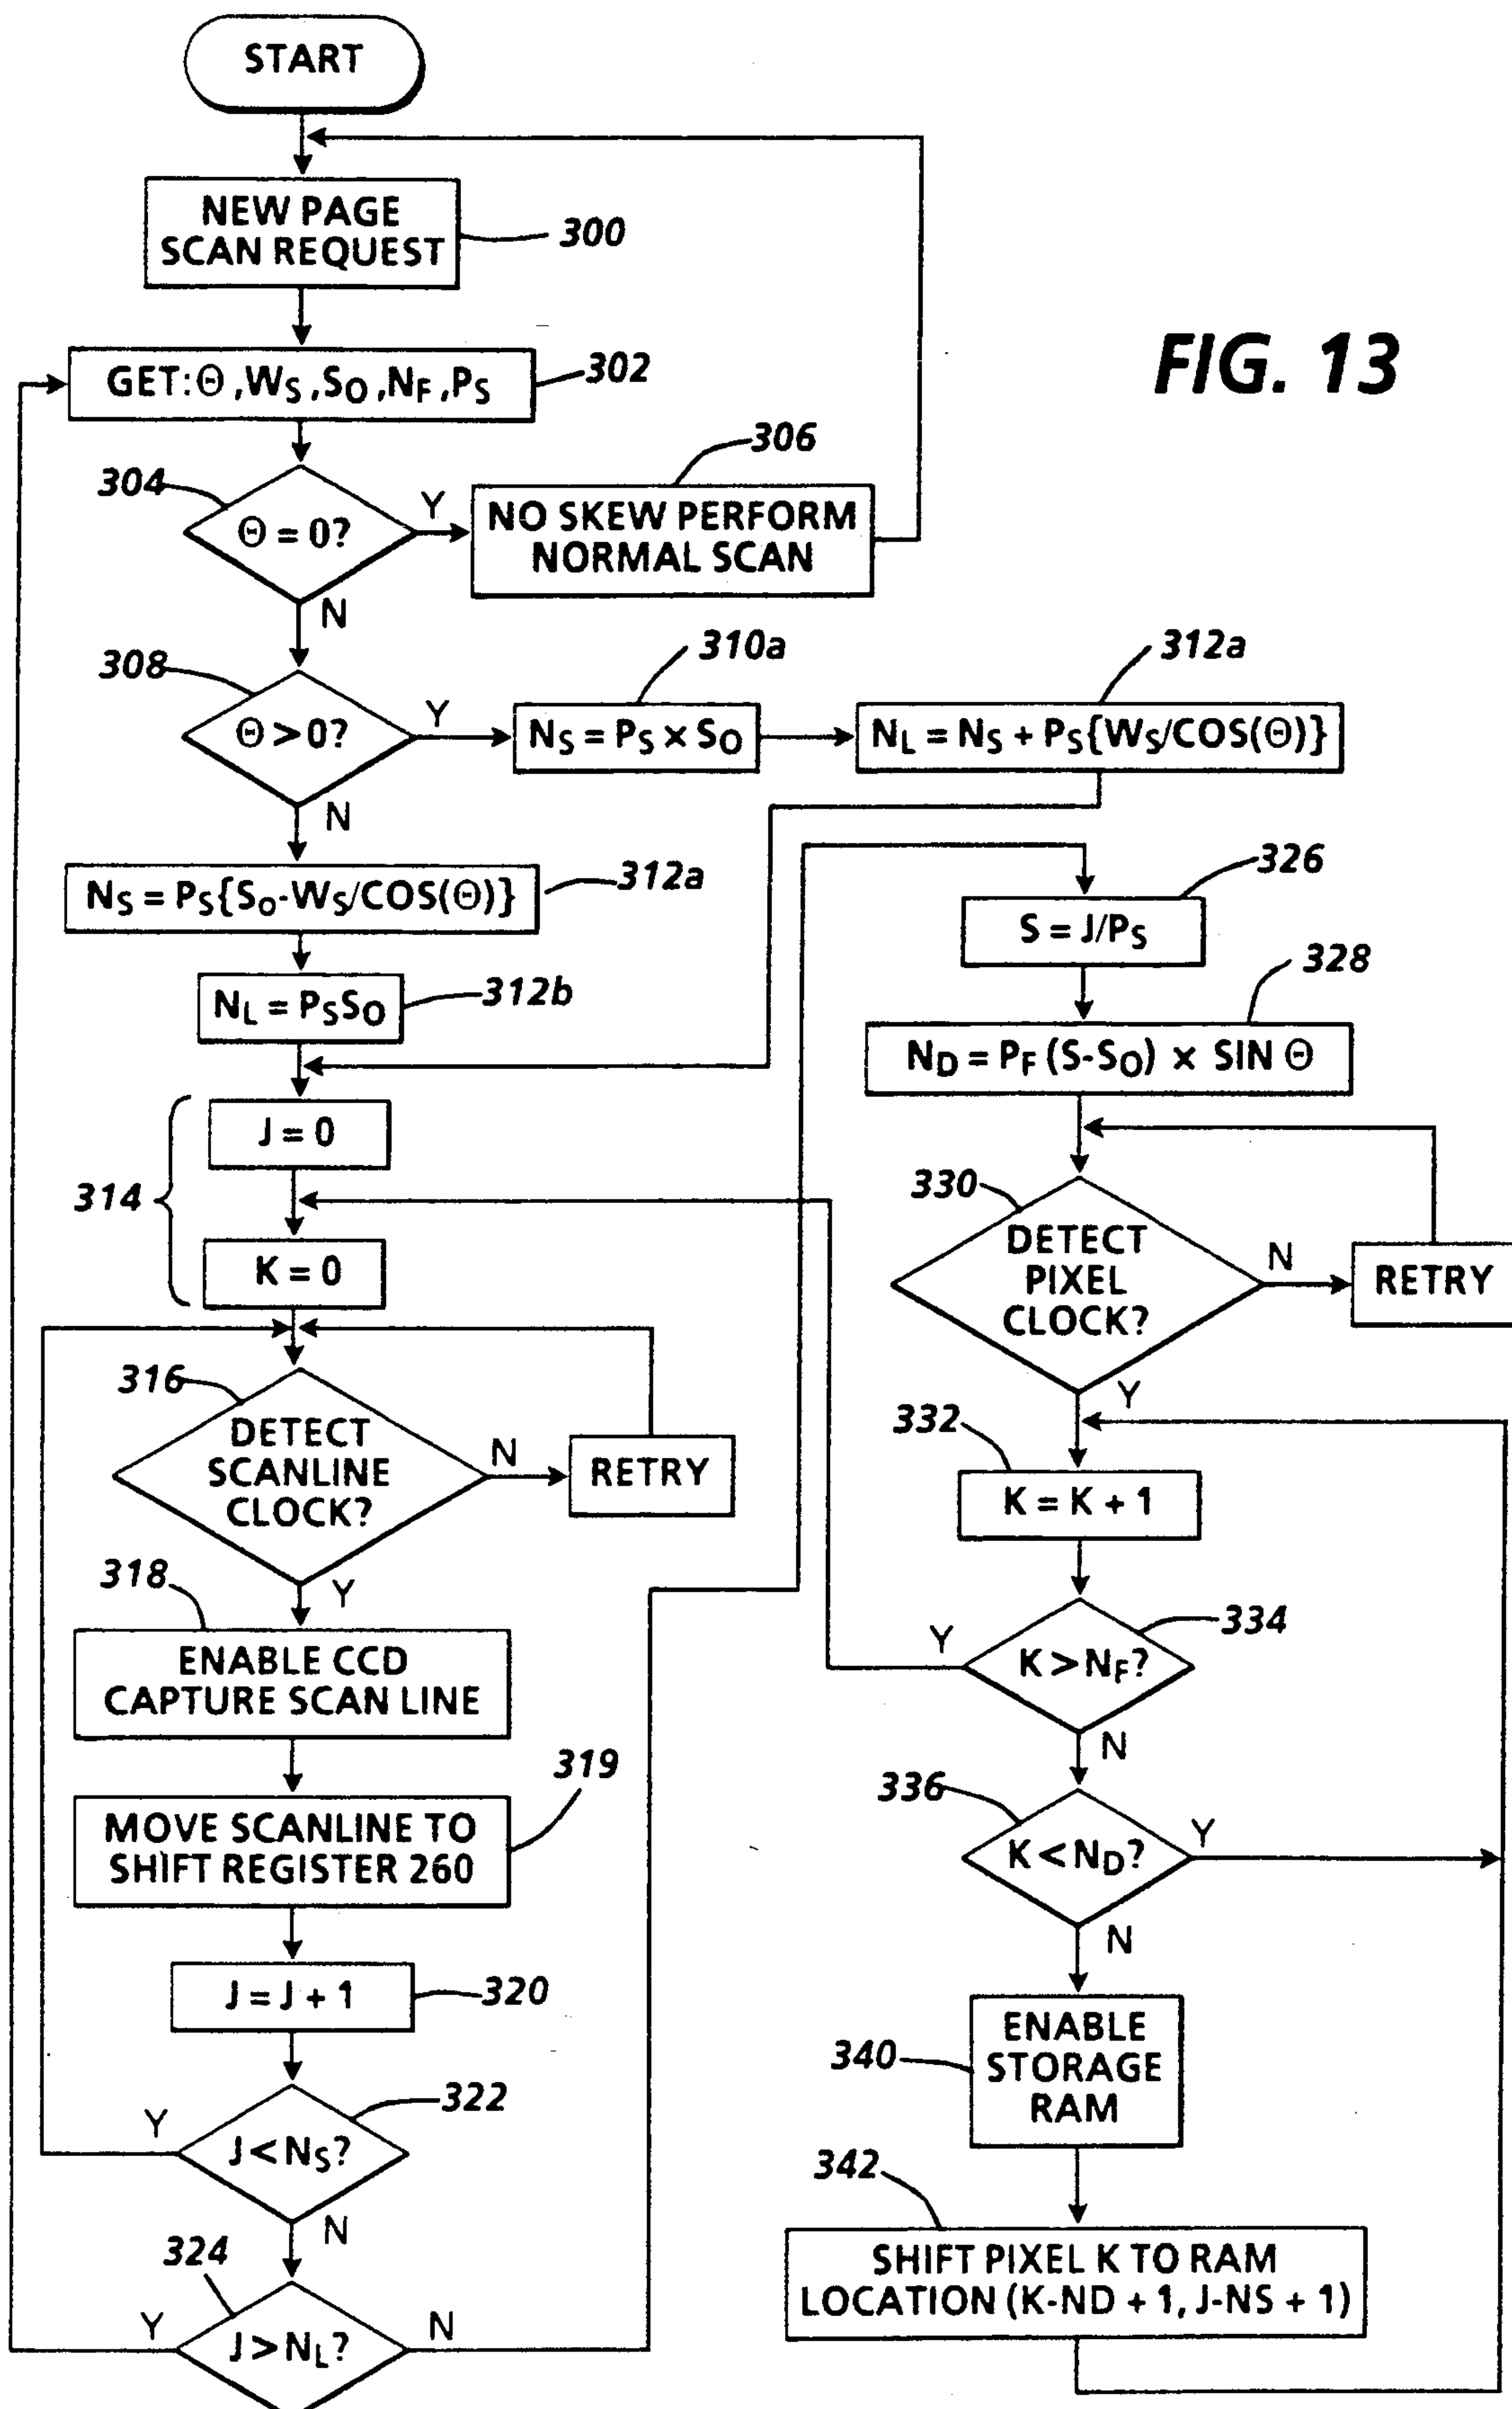 START
NEW PAGE
SCAN REQUEST
300
FIG. 13
GET:Θ,WS,SO,NF,PS
302
304
Θ = 0?
Y
N
306
NO SKEW PERFORM
NORMAL SCAN
308
Θ > 0?
Y
N
310a
NS = PS × SO
312a
NL = NS + PS{WS/COS(Θ)}
NS = PS{So-WS/COS(Θ)}
312a
NL = PSSO
312b
314
J = 0
K = 0
316
DETECT
SCANLINE
CLOCK?
N
RETRY
Y
318
ENABLE CCD
CAPTURE SCAN LINE
319
MOVE SCANLINE TO
SHIFT REGISTER 260
J = J + 1
320
322
Y
J < NS?
N
324
Y
J > NL?
N
326
S = J/PS
328
ND = PF (S-SO) × SIN Θ
330
DETECT
PIXEL
CLOCK?
N
RETRY
Y
332
K = K + 1
334
Y
K > NF?
N
336
K < ND?
Y
N
340
ENABLE
STORAGE
RAM
342
SHIFT PIXEL K TO RAM
LOCATION (K-ND + 1, J-NS + 1)